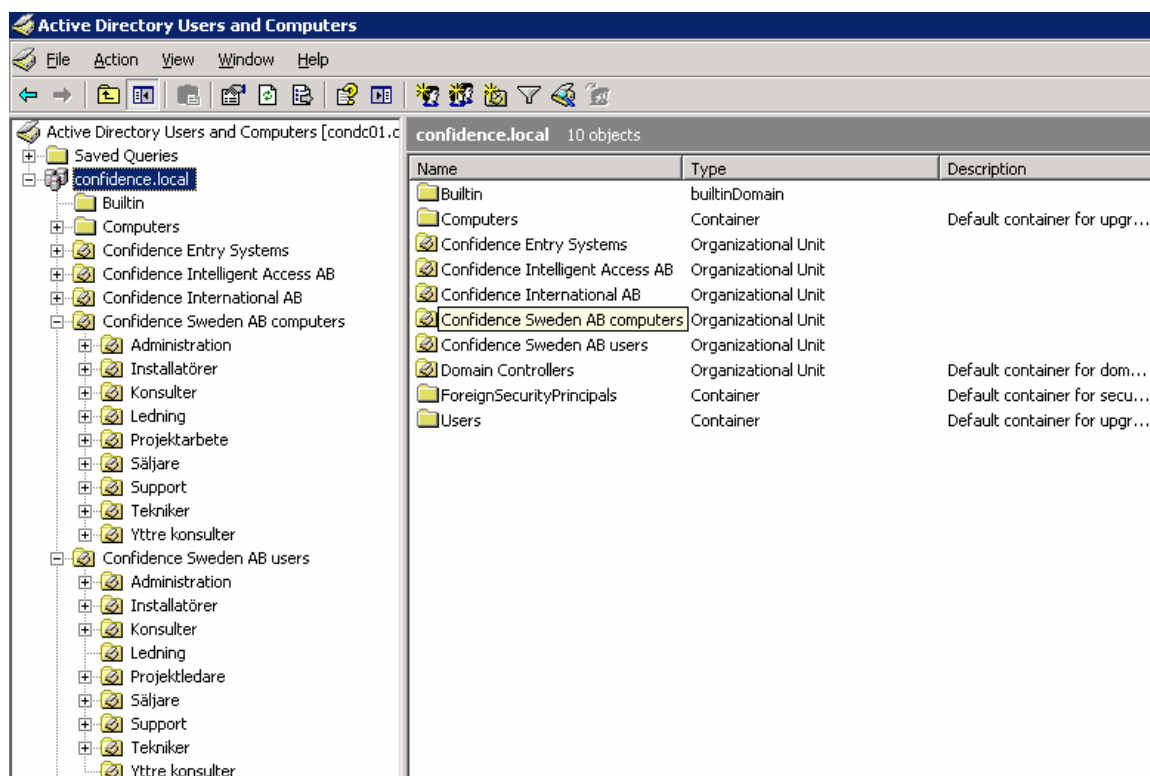 Active Directory Users and Computers
File Action View Window Help
Active Directory Users and Computers [condc01.c
Saved Queries
confidence.local
Builtin
Computers
Confidence Entry Systems
Confidence Intelligent Access AB
Confidence International AB
Confidence Sweden AB computers
Administration
Installatörer
Konsulter
Ledning
Projektarbete
Säljare
Support
Tekniker
Yttre konsulter
Confidence Sweden AB users
Administration
Installatörer
Konsulter
Ledning
Projektledare
Säljare
Support
Tekniker
Yttre konsulter
confidence.local 10 objects
Name Type Description
Builtin builtinDomain
Computers Container Default container for upgr...
Confidence Entry Systems Organizational Unit
Confidence Intelligent Access AB Organizational Unit
Confidence International AB Organizational Unit
Confidence Sweden AB computers Organizational Unit
Confidence Sweden AB users Organizational Unit
Domain Controllers Organizational Unit Default container for dom...
ForeignSecurityPrincipals Container Default container for secu...
Users Container Default container for upgr...